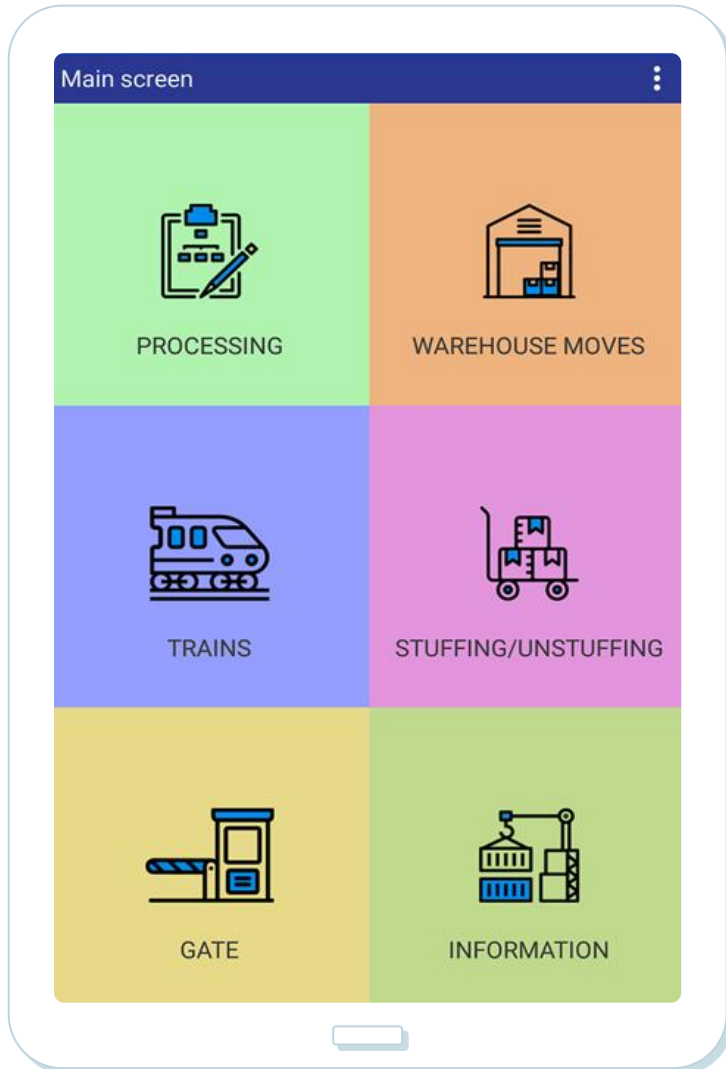 Main screen
PROCESSING
WAREHOUSE MOVES
TRAINS
STUFFING/UNSTUFFING
GATE
INFORMATION